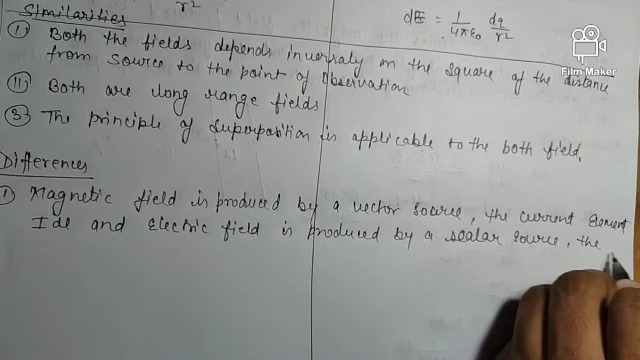 r²
dE = 1/4πε₀ dq/r²
Similarities
① Both the fields depends inversaly on the square of the distance
from source to the point of observation
② Both are long range fields
③ The principle of superposition is applicable to the both field.
Differences
① Magnetic field is produced by a vector source, the current element
Idl and Electric field is produced by a scalar source, the
Film Maker